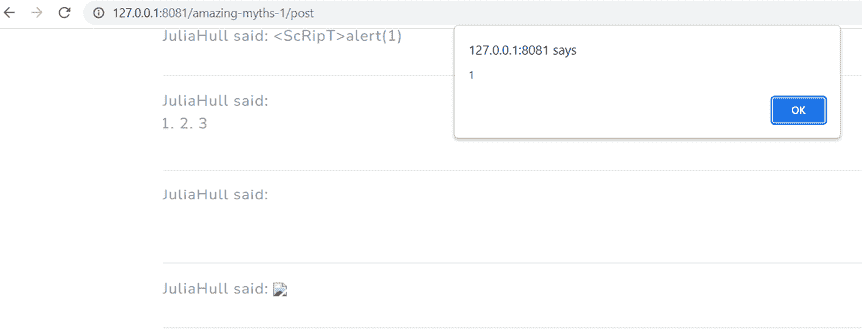 127.0.0.1:8081/amazing-myths-1/post
JuliaHull said: <ScRipT>alert(1)
127.0.0.1:8081 says
1
OK
JuliaHull said:
1. 2. 3
JuliaHull said:
JuliaHull said: